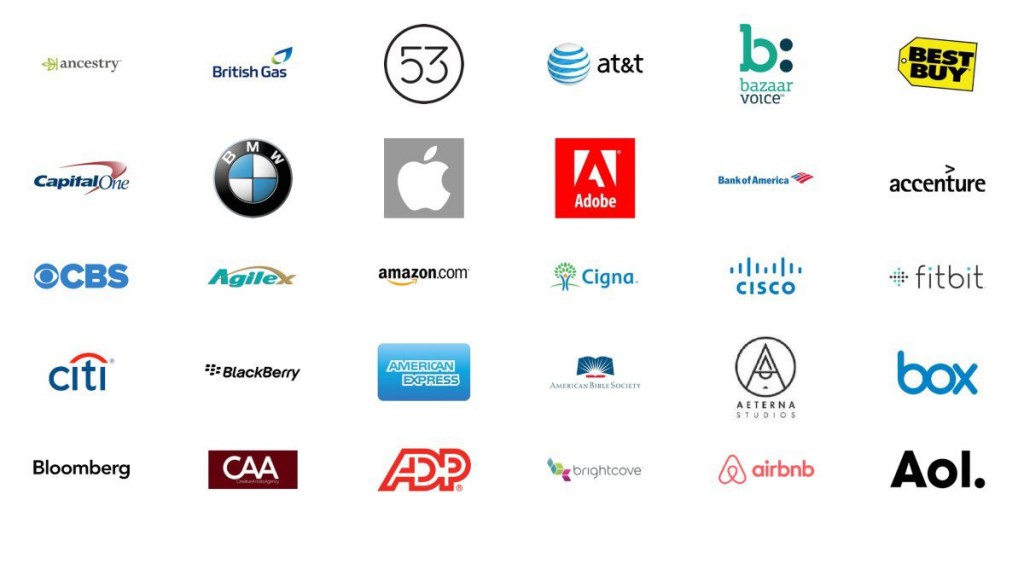 ancestry
British Gas
53
at&t
b:
bazaar
voice
BEST
BUY
Capital One
BMW
Adobe
Bank of America
accenture
CBS
Agilex
amazon.com
Cigna
CISCO
fitbit
citi
BlackBerry
AMERICAN
EXPRESS
AMERICAN BIBLE SOCIETY
AETERNA
STUDIOS
box
Bloomberg
CAA
ADP
brightcove
airbnb
Aol.